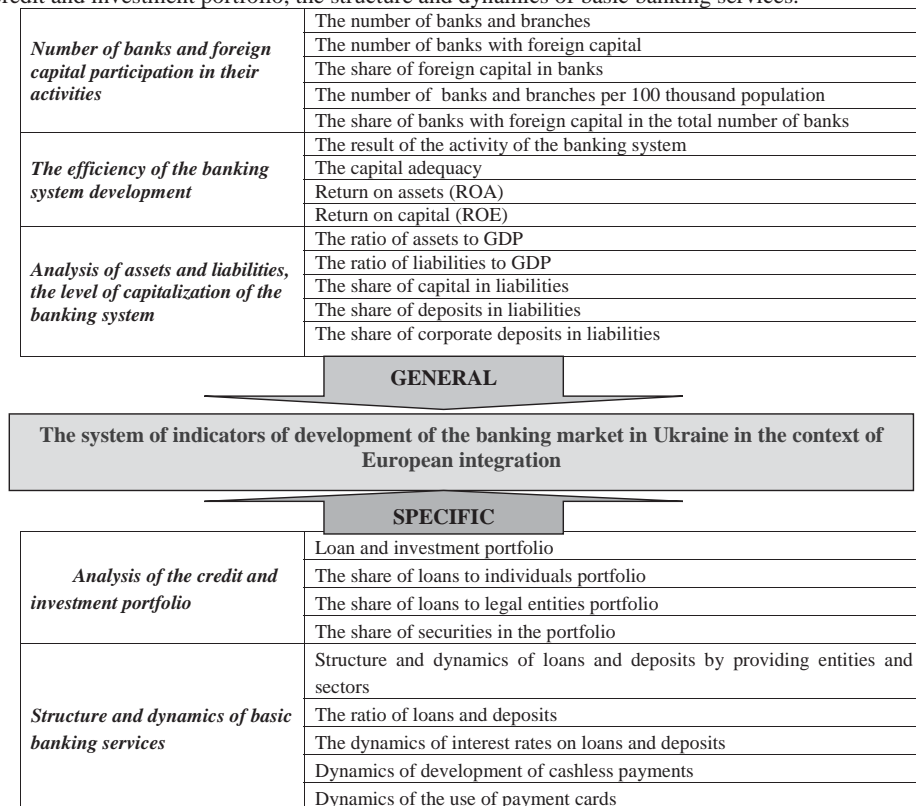 credit and investment portfolio, the structure and dynamics of basic banking services.
Number of banks and foreign
capital participation in their
activities
The number of banks and branches
The number of banks with foreign capital
The share of foreign capital in banks
The number of banks and branches per 100 thousand population
The share of banks with foreign capital in the total number of banks
The efficiency of the banking
system development
The result of the activity of the banking system
The capital adequacy
Return on assets (ROA)
Return on capital (ROE)
Analysis of assets and liabilities,
the level of capitalization of the
banking system
The ratio of assets to GDP
The ratio of liabilities to GDP
The share of capital in liabilities
The share of deposits in liabilities
The share of corporate deposits in liabilities
GENERAL
The system of indicators of development of the banking market in Ukraine in the context of
European integration
SPECIFIC
Analysis of the credit and
investment portfolio
Loan and investment portfolio
The share of loans to individuals portfolio
The share of loans to legal entities portfolio
The share of securities in the portfolio
Structure and dynamics of basic
banking services
Structure and dynamics of loans and deposits by providing entities and
sectors
The ratio of loans and deposits
The dynamics of interest rates on loans and deposits
Dynamics of development of cashless payments
Dynamics of the use of payment cards